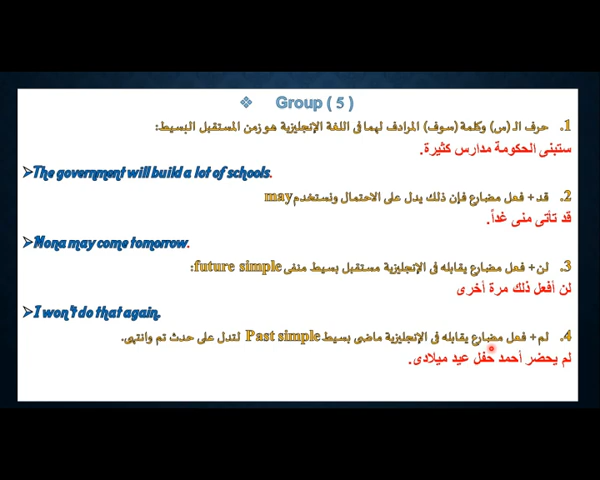 ❖ Group ( 5 )
1. حرف الـ (س) وكلمة (سوف) المرادف لهما فى اللغة الإنجليزية هو زمن المستقبل البسيط:
ستبنى الحكومة مدارس كثيرة.
➢The government will build a lot of schools.
2. قد + فعل مضارع فإن ذلك يدل على الاحتمال ونستخدم may
قد تأتى منى غداً.
➢Mona may come tomorrow.
3. لن + فعل مضارع يقابله فى الإنجليزية مستقبل بسيط منفى future simple:
لن أفعل ذلك مرة أخرى
➢I won't do that again.
4. لم + فعل مضارع يقابله فى الإنجليزية ماضى بسيط Past simple لتدل على حدث تم وانتهى.
لم يحضر أحمد حفل عيد ميلادى.